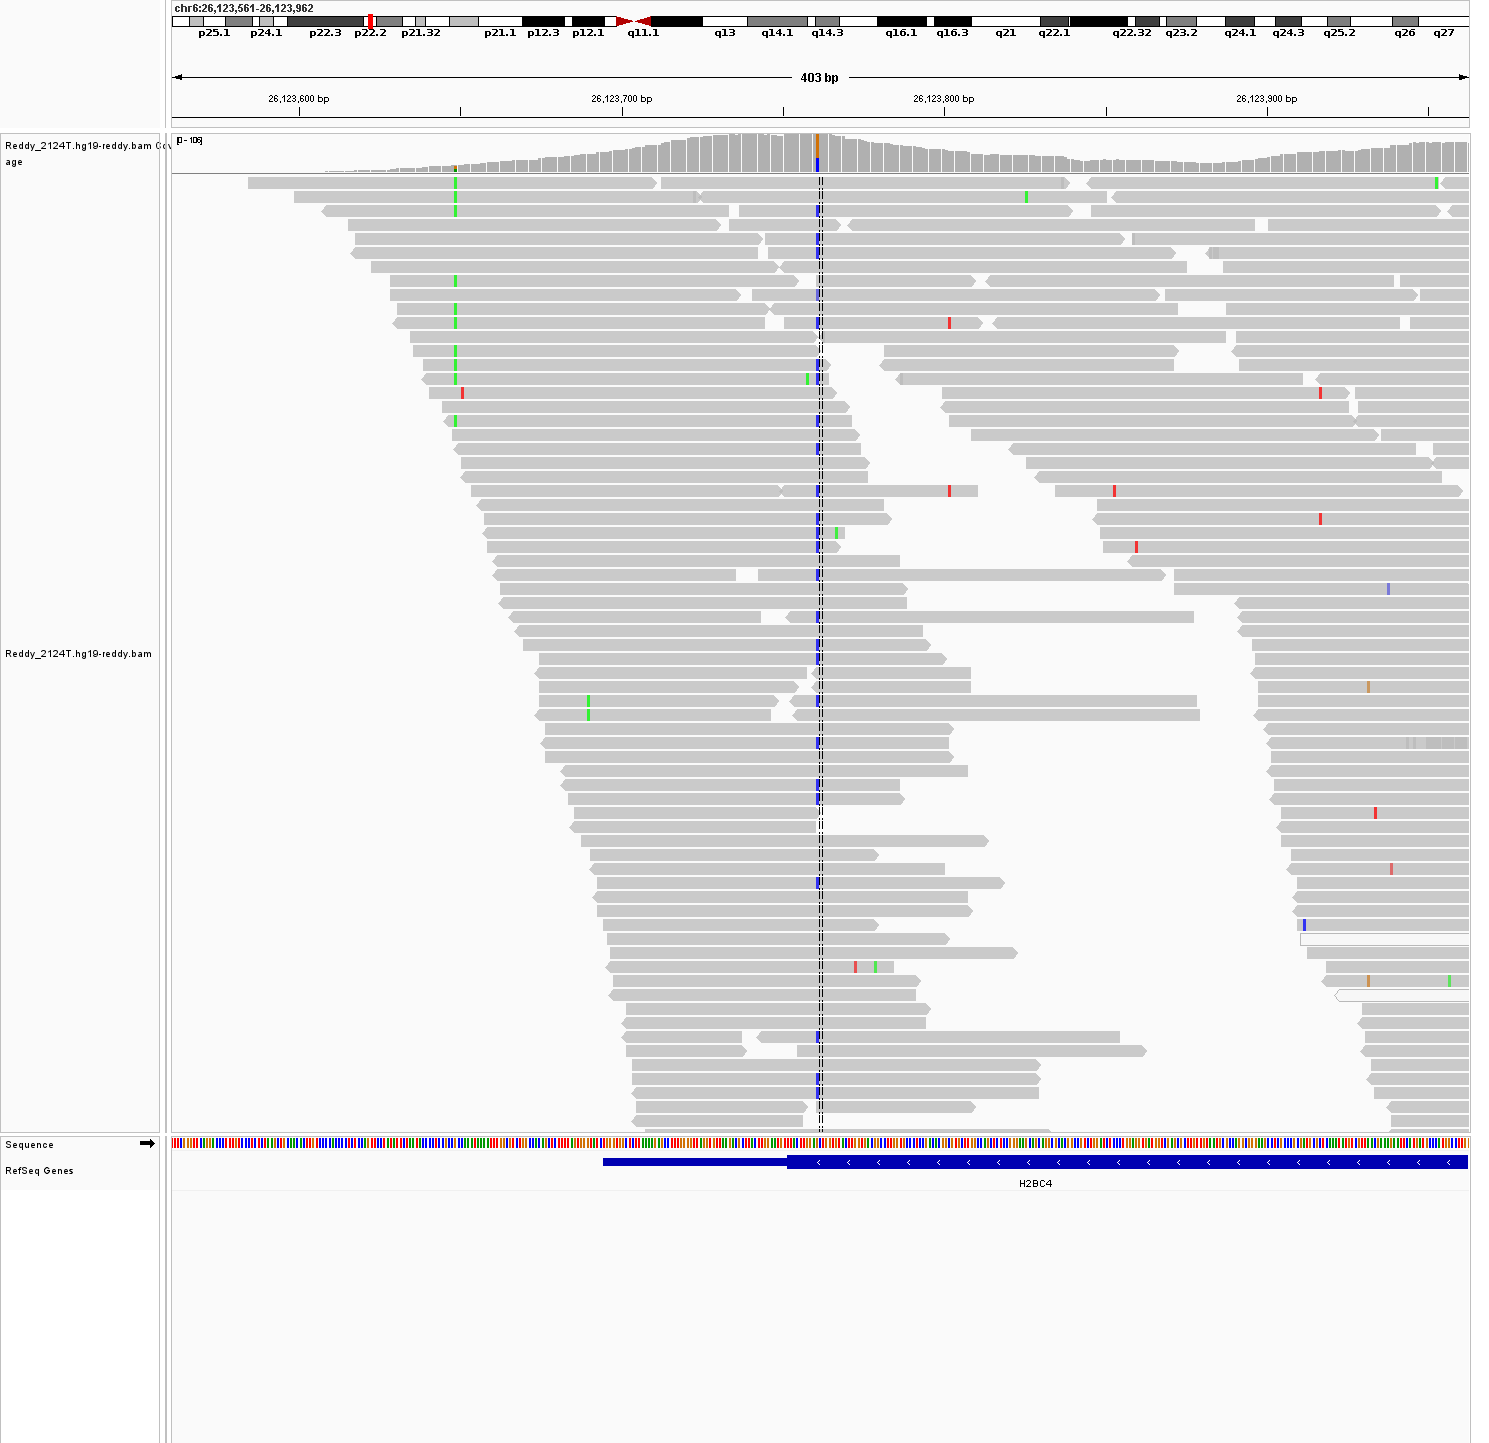 chr6:26,123,561-26,123,962
p25.1 p24.1 p22.3 p22.2 p21.32 p21.1 p12.3 p12.1 q11.1 q13 q14.1 q14.3 q16.1 q16.3 q21 q22.1 q22.32 q23.2 q24.1 q24.3 q25.2 q26 q27
403 bp
26,123,600 bp 26,123,700 bp 26,123,800 bp 26,123,900 bp
[0 - 106]
Reddy_2124T.hg19-reddy.bam Cov
age
Reddy_2124T.hg19-reddy.bam
Sequence
RefSeq Genes
H2BC4